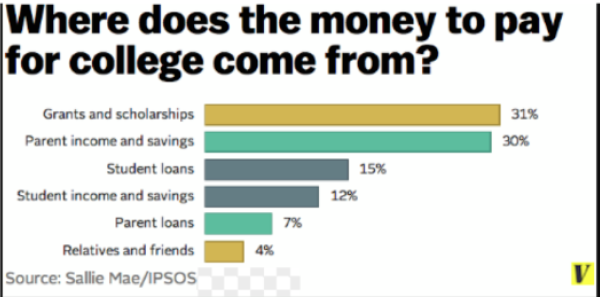 Where does the money to pay
for college come from?
Grants and scholarships 31%
Parent income and savings 30%
Student loans 15%
Student income and savings 12%
Parent loans 7%
Relatives and friends 4%
Source: Sallie Mae/IPSOS
V